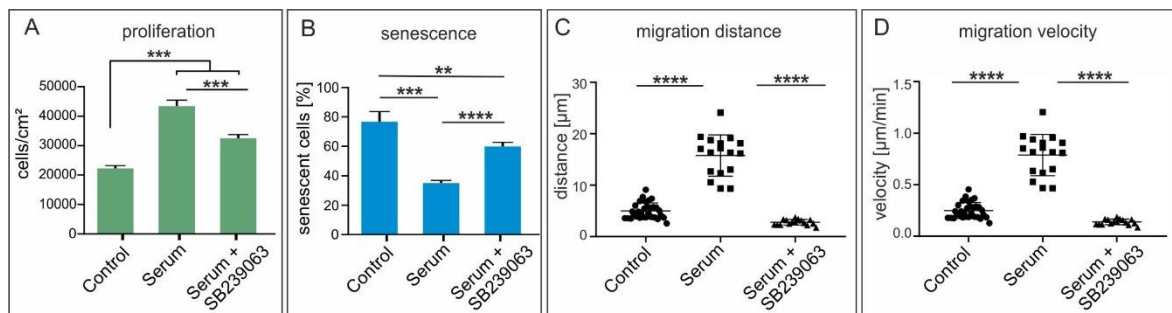 A
proliferation
***
***
cells/cm²
50000
40000
30000
20000
10000
0
Control
Serum
Serum +
SB239063
B
senescence
**
***
****
senescent cells [%]
100
80
60
40
20
0
Control
Serum
Serum +
SB239063
C
migration distance
****
****
distance [µm]
30
20
10
0
Control
Serum
Serum +
SB239063
D
migration velocity
****
****
velocity [µm/min]
1.5
1.0
0.5
0.0
Control
Serum
Serum +
SB239063